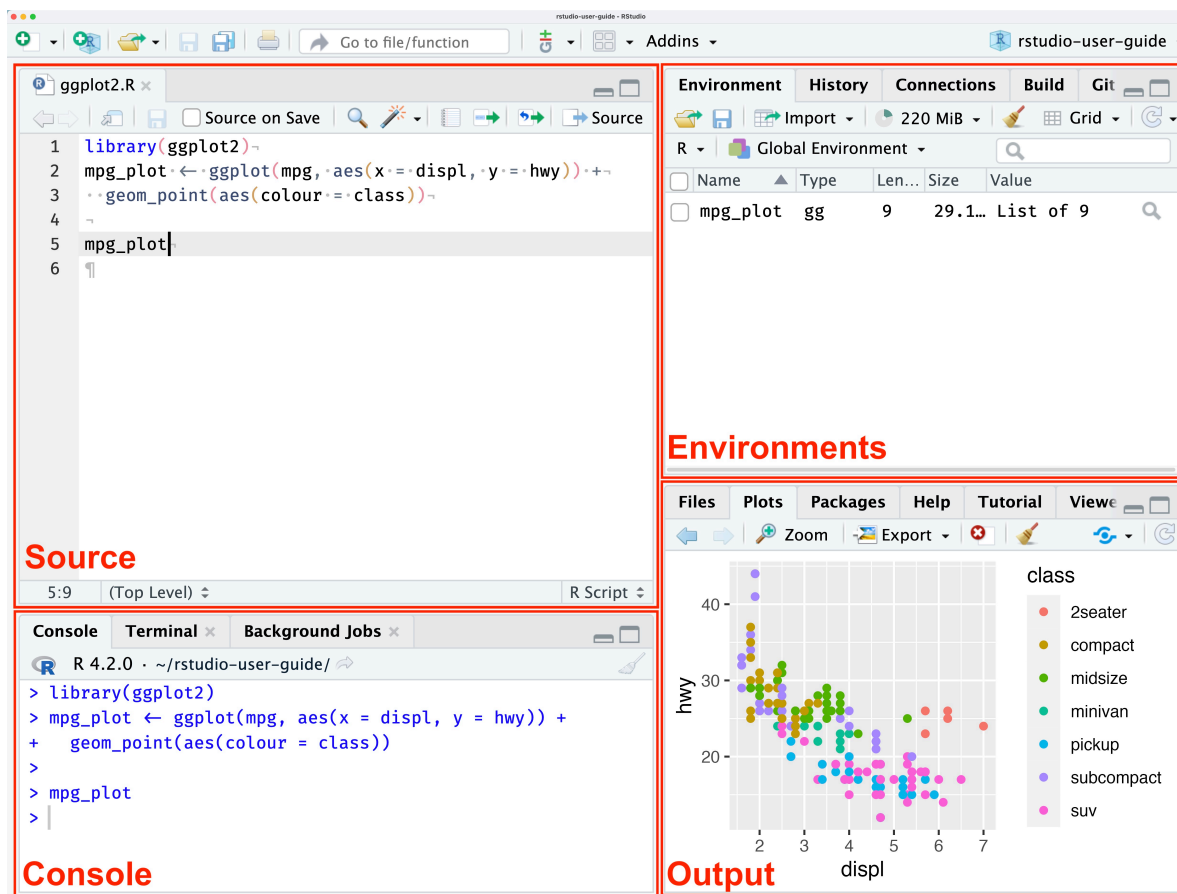 rstudio-user-guide - RStudio
Go to file/function
Addins
rstudio-user-guide
ggplot2.R
Source on Save
Source
1 library(ggplot2)¬
2 mpg_plot·←·ggplot(mpg,·aes(x·=·displ,·y·=·hwy))·+¬
3 ··geom_point(aes(colour·=·class))¬
4 ¬
5 mpg_plot¬
6 ¶
Source
5:9 (Top Level) R Script
Console Terminal Background Jobs
R 4.2.0 · ~/rstudio-user-guide/
> library(ggplot2)
> mpg_plot ← ggplot(mpg, aes(x = displ, y = hwy)) +
+   geom_point(aes(colour = class))
>
> mpg_plot
>
Console
Environment History Connections Build Git
Import 220 MiB Grid
R Global Environment
Name Type Len... Size Value
mpg_plot gg 9 29.1… List of 9
Environments
Files Plots Packages Help Tutorial Viewe
Zoom Export
hwy
40
30
20
2 3 4 5 6 7
displ
class
2seater
compact
midsize
minivan
pickup
subcompact
suv
Output